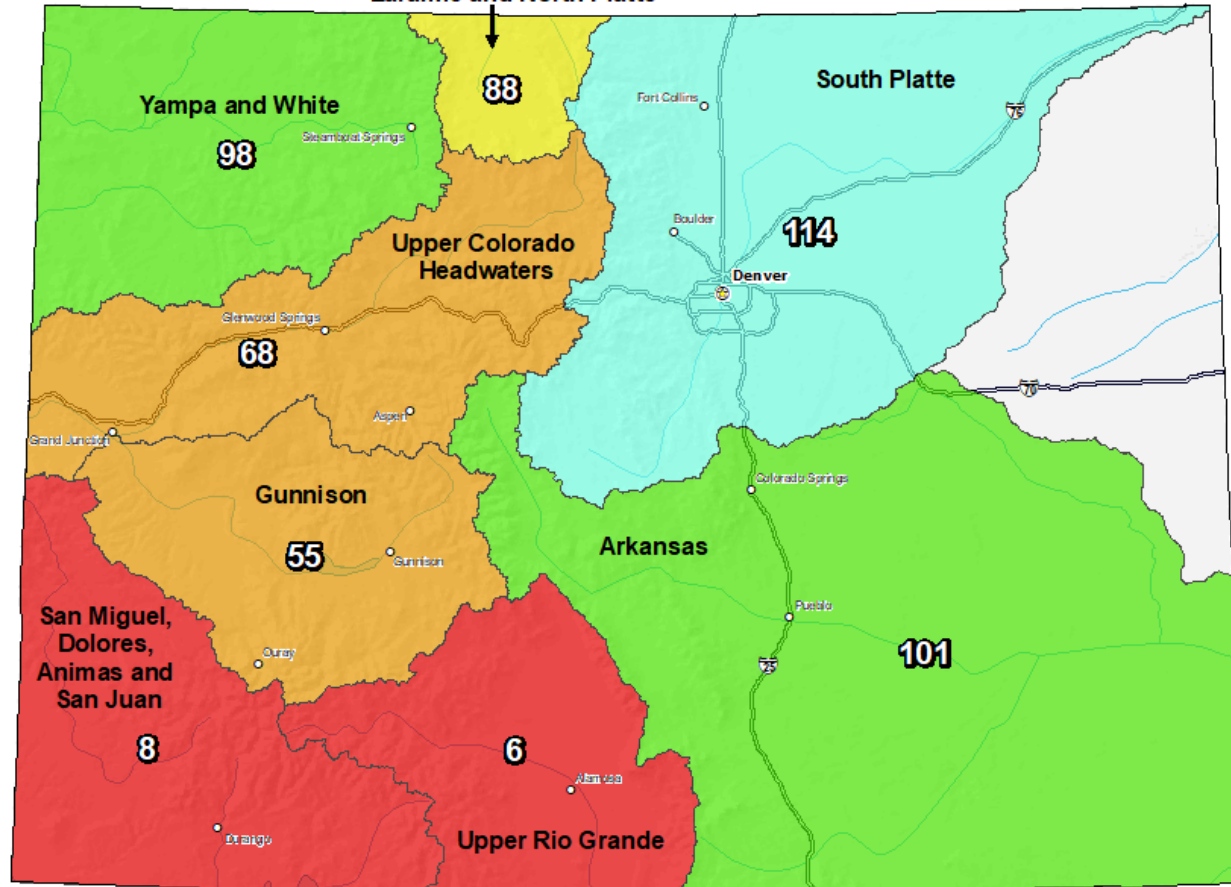 Laramie and North Platte
88
South Platte
Fort Collins
76
Yampa and White
Steamboat Springs
98
Boulder
114
Upper Colorado
Headwaters
Denver
Glenwood Springs
68
70
Aspen
Grand Junction
Colorado Springs
Gunnison
55
Gunnison
Arkansas
San Miguel,
Dolores,
Animas and
San Juan
Pueblo
Ouray
101
25
8
6
Alamosa
Durango
Upper Rio Grande